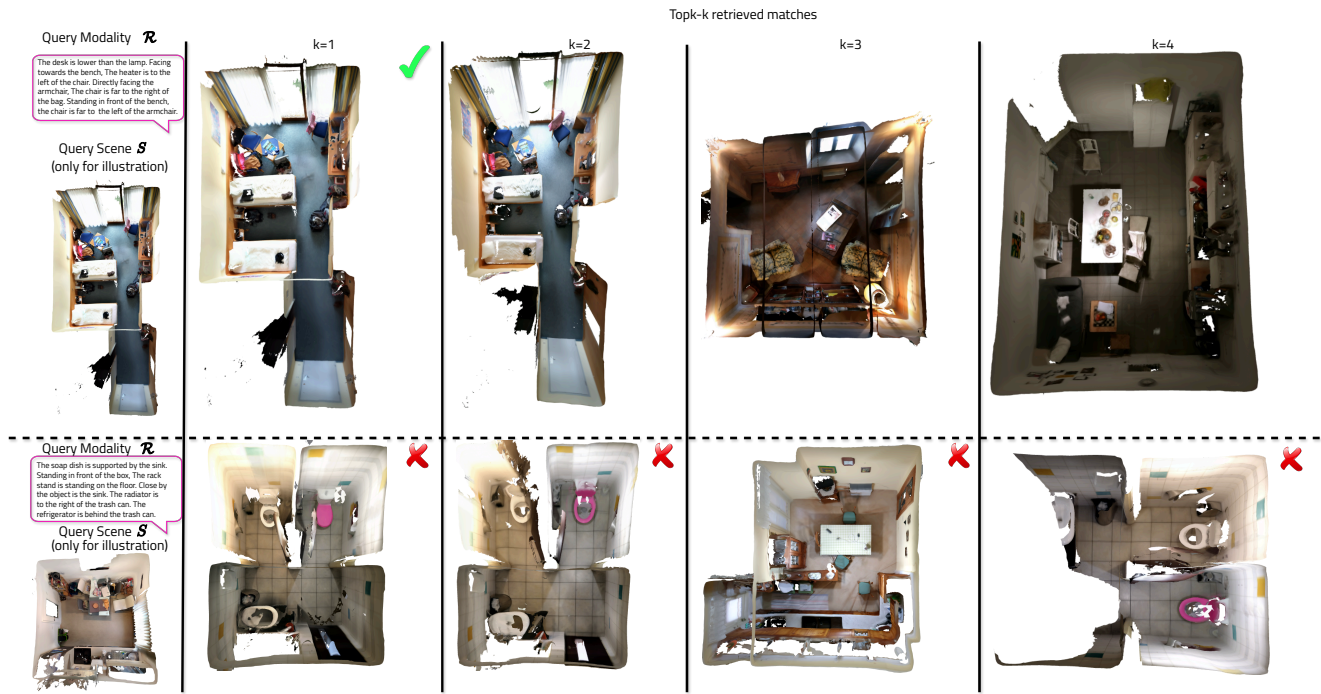 Topk-k retrieved matches
Query Modality 𝓡
k=1
k=2
k=3
k=4
The desk is lower than the lamp. Facing
towards the bench, The heater is to the
left of the chair. Directly facing the
armchair, The chair is far to the right of
the bag. Standing in front of the bench,
the chair is far to the left of the armchair.
Query Scene 𝓢
(only for illustration)
Query Modality 𝓡
The soap dish is supported by the sink.
Standing in front of the box, The rack
stand is standing on the floor. Close by
the object is the sink. The radiator is
to the right of the trash can. The
refrigerator is behind the trash can.
Query Scene 𝓢
(only for illustration)